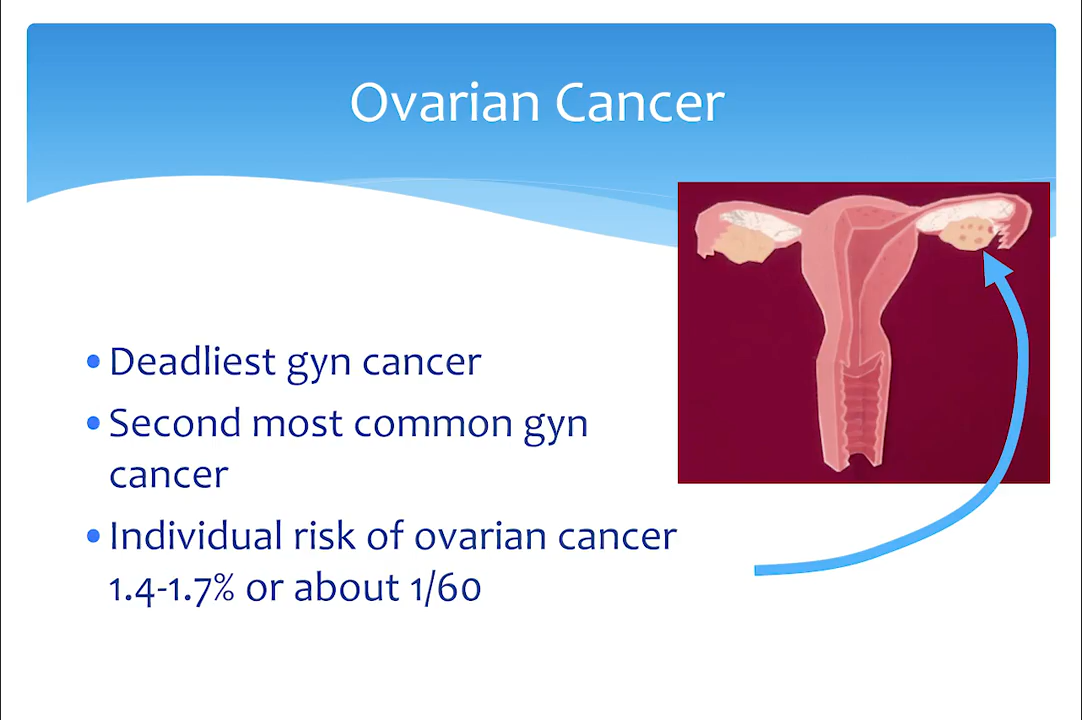 Ovarian Cancer
•Deadliest gyn cancer
•Second most common gyn
cancer
•Individual risk of ovarian cancer
1.4-1.7% or about 1/60